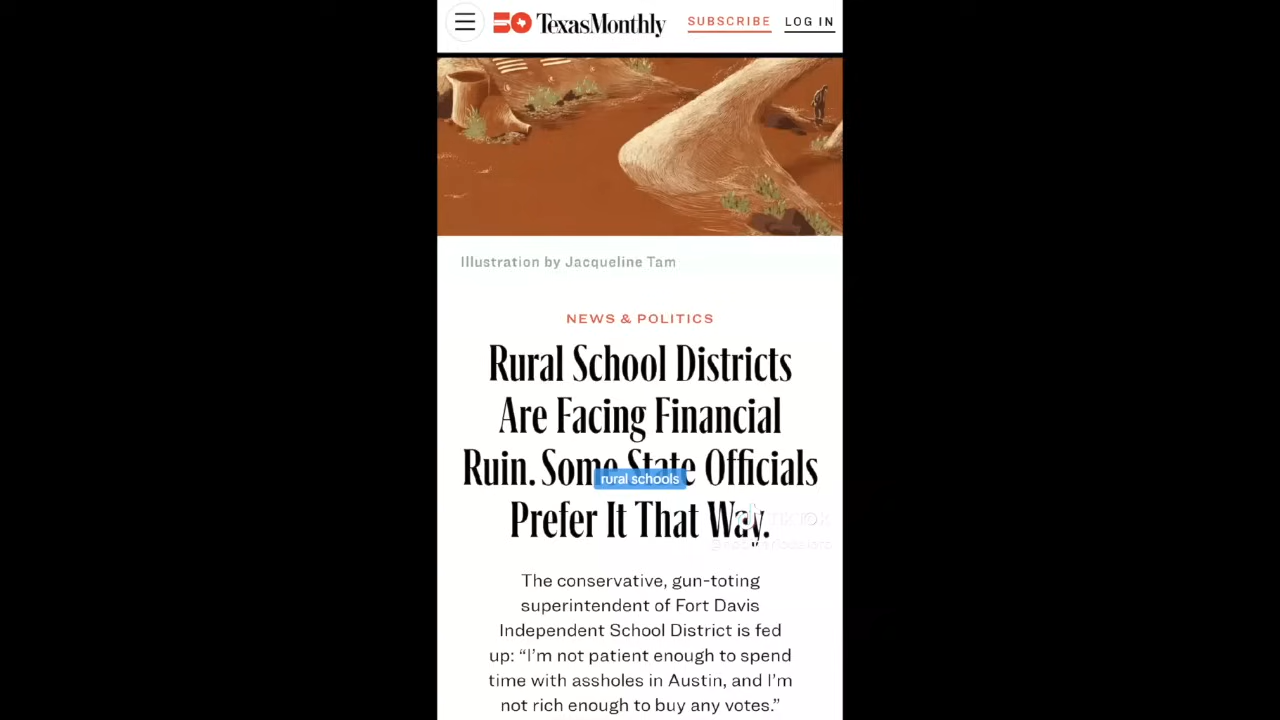 50 TexasMonthly SUBSCRIBE LOG IN
Illustration by Jacqueline Tam
NEWS & POLITICS
Rural School Districts
Are Facing Financial
Ruin. Some State Officials
rural schools
Prefer It That Way.
TikTok
The conservative, gun-toting
superintendent of Fort Davis
Independent School District is fed
up: “I’m not patient enough to spend
time with assholes in Austin, and I’m
not rich enough to buy any votes.”